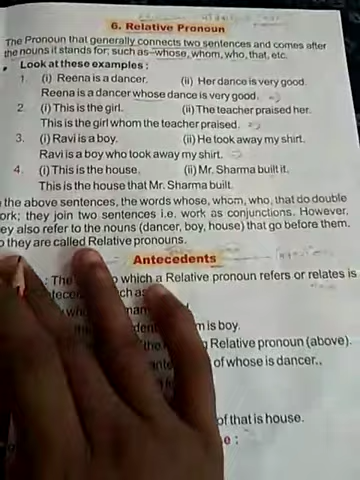 6. Relative Pronoun
The Pronoun that generally connects two sentences and comes after
the nouns it stands for; such as–whose, whom, who, that, etc.
Look at these examples :
1. (i) Reena is a dancer. (ii) Her dance is very good.
Reena is a dancer whose dance is very good.
2. (i) This is the girl. (ii) The teacher praised her.
This is the girl whom the teacher praised.
3. (i) Ravi is a boy. (ii) He took away my shirt.
Ravi is a boy who took away my shirt.
4. (i) This is the house. (ii) Mr. Sharma built it.
This is the house that Mr. Sharma built.
the above sentences, the words whose, whom, who, that do double
ork; they join two sentences i.e. work as conjunctions. However,
ey also refer to the nouns (dancer, boy, house) that go before them.
o they are called Relative pronouns.
Antecedents
: The which a Relative pronoun refers or relates is
ch as
m is boy.
Relative pronoun (above).
of whose is dancer.,
of that is house.
e :